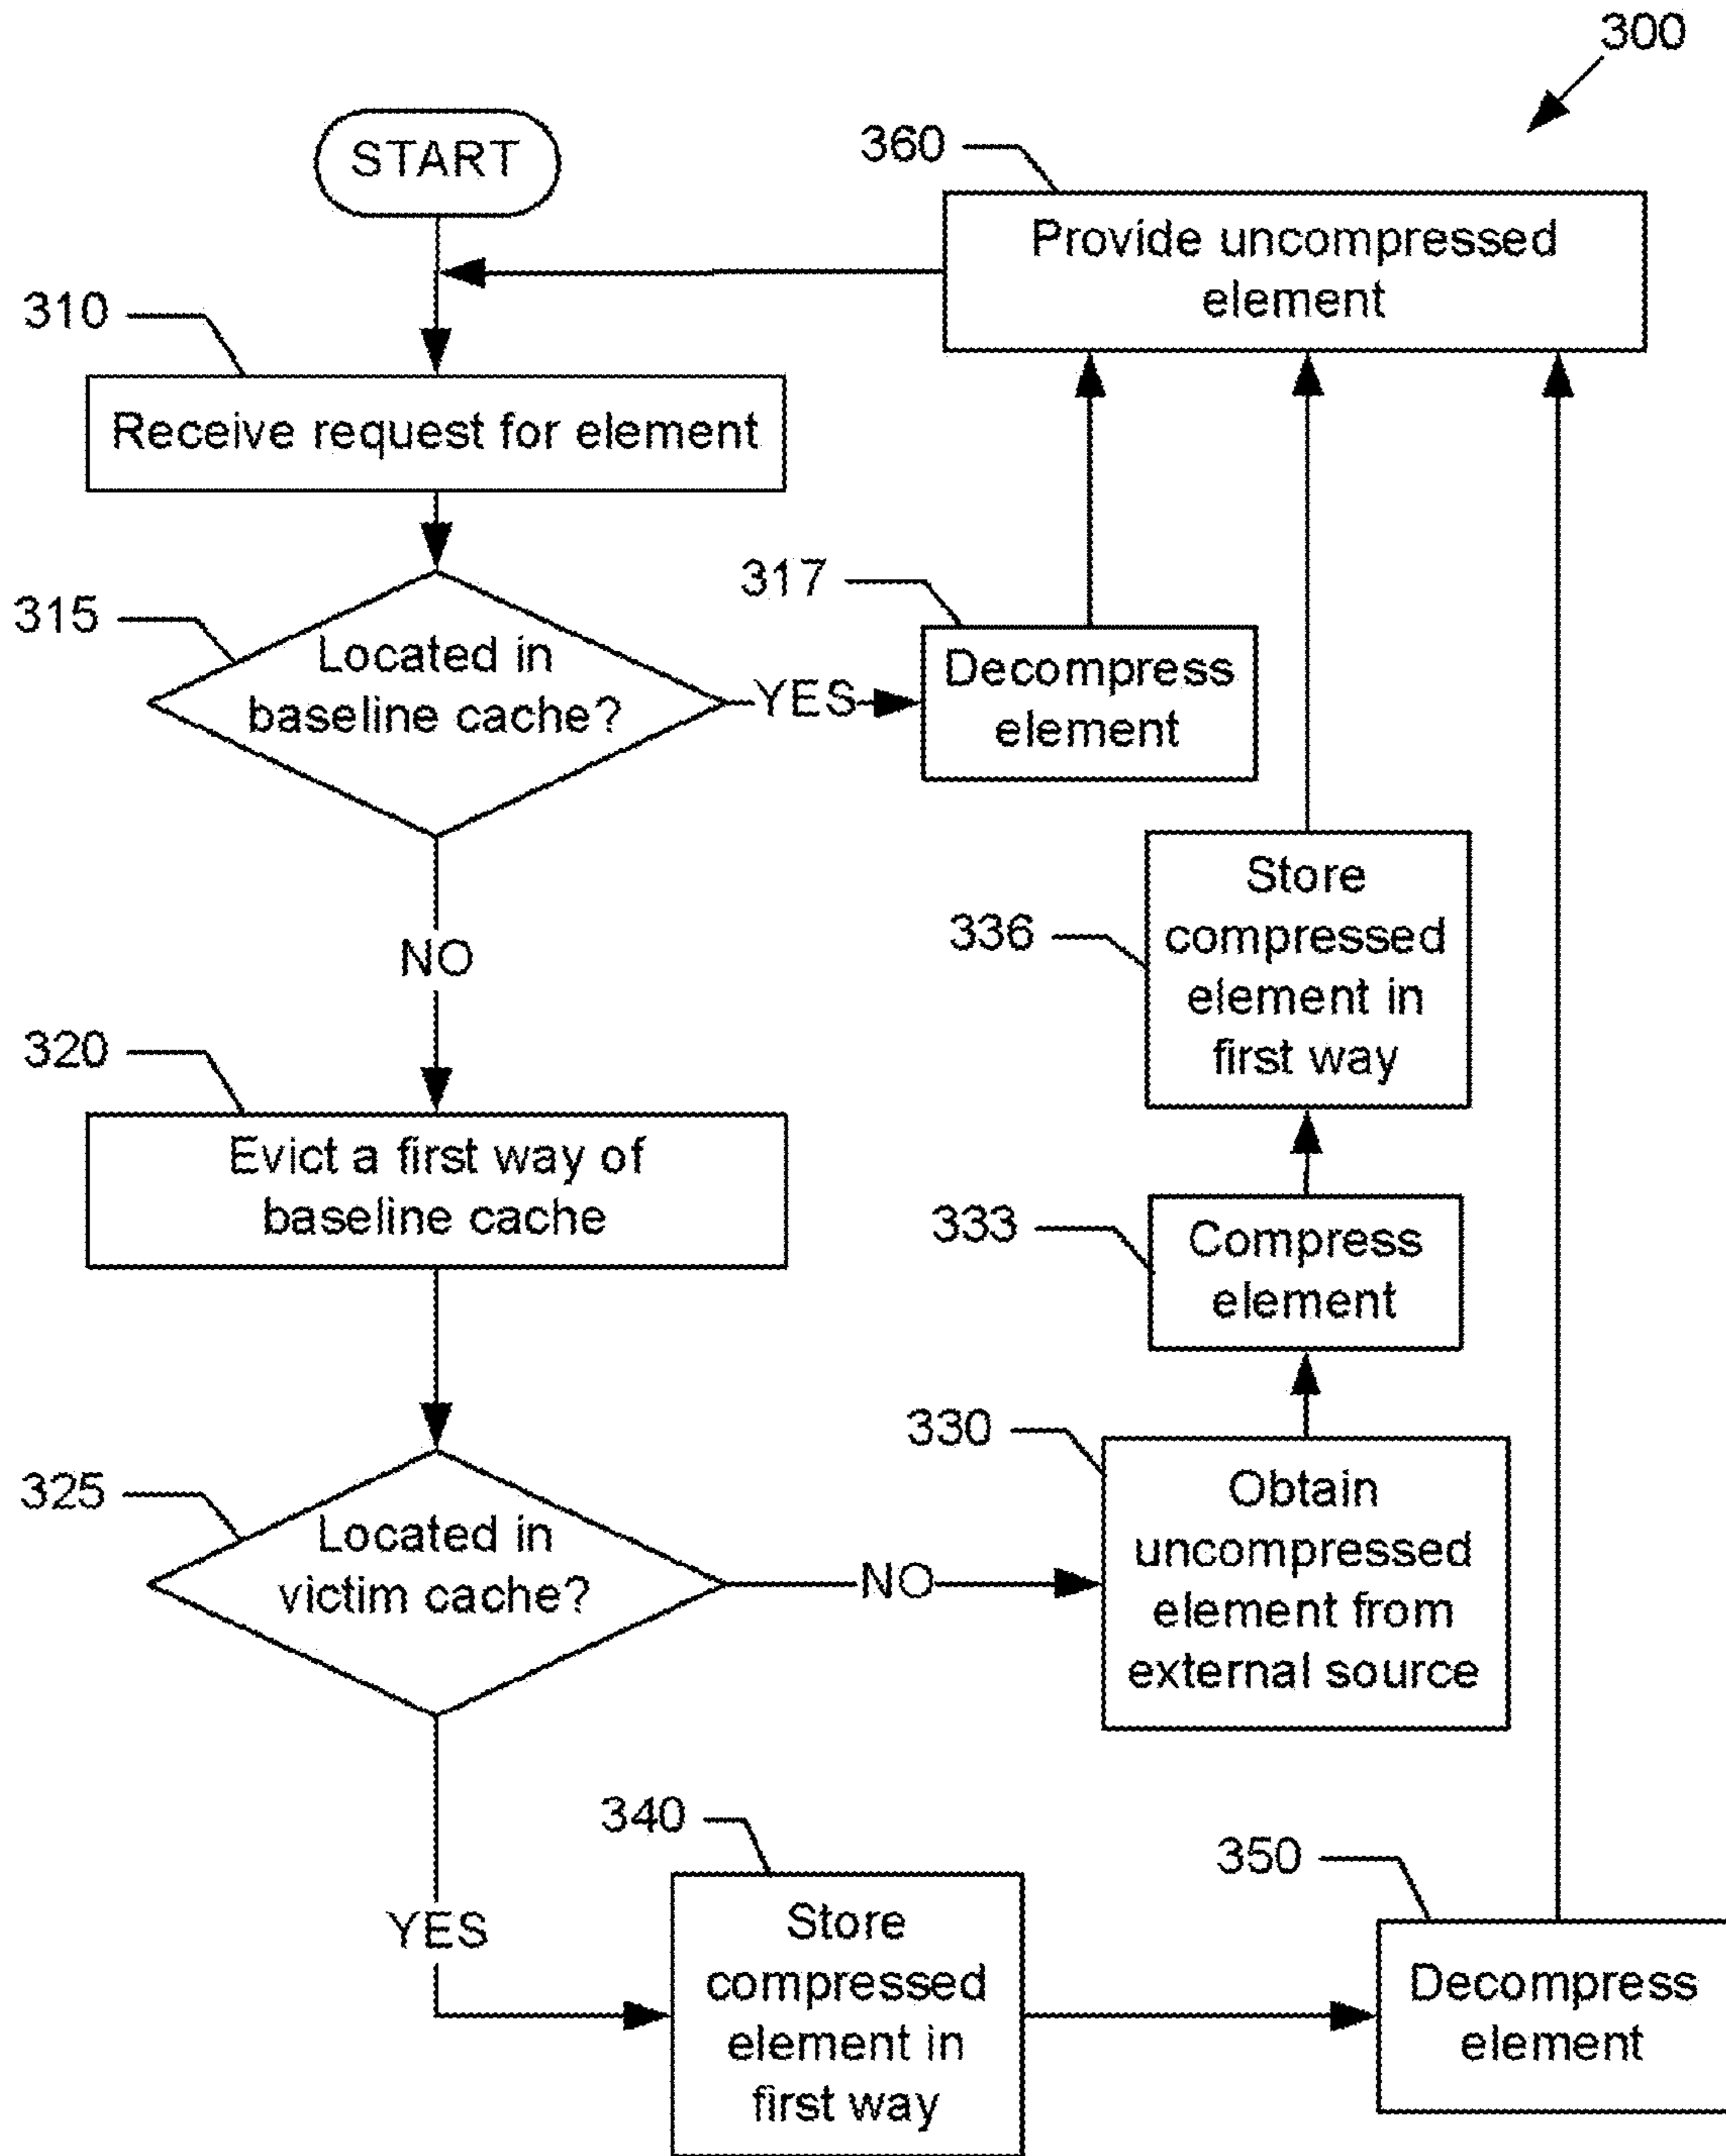 300
START
360
Provide uncompressed
element
310
Receive request for element
317
315
Located in
baseline cache?
YES
Decompress
element
Store
compressed
element in
first way
336
NO
320
Evict a first way of
baseline cache
333
Compress
element
330
325
Located in
victim cache?
NO
Obtain
uncompressed
element from
external source
340
350
YES
Store
compressed
element in
first way
Decompress
element